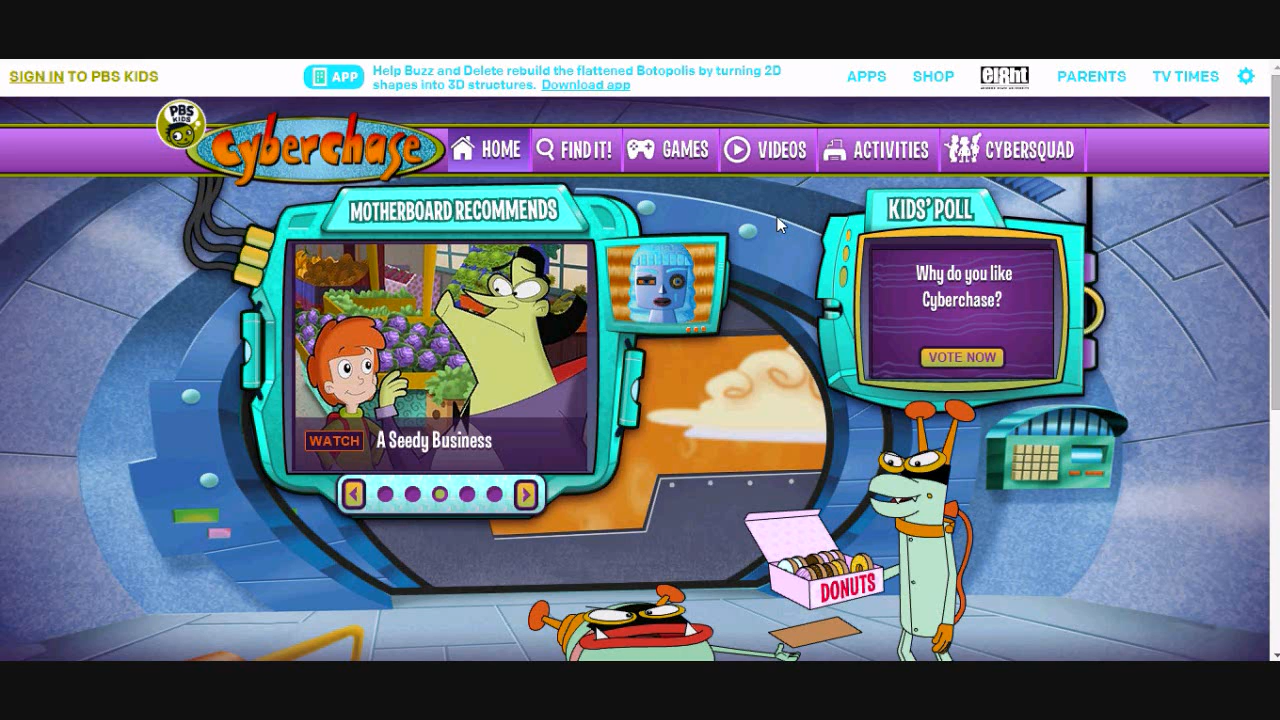 SIGN IN TO PBS KIDS
APP
Help Buzz and Delete rebuild the flattened Botopolis by turning 2D
shapes into 3D structures. Download app
APPS
SHOP
eight
PARENTS
TV TIMES
PBS
KIDS
Cyberchase
HOME
FIND IT!
GAMES
VIDEOS
ACTIVITIES
CYBERSQUAD
MOTHERBOARD RECOMMENDS
KIDS' POLL
Why do you like
Cyberchase?
VOTE NOW
WATCH A Seedy Business
DONUTS